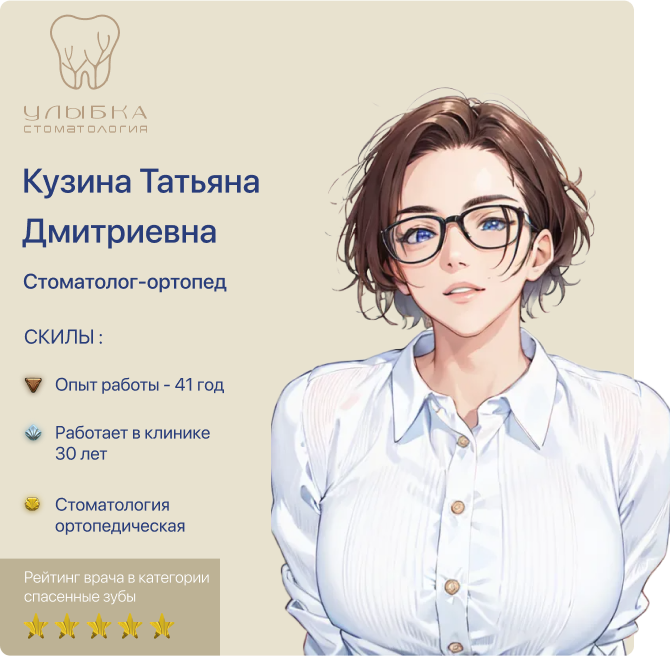 УЛЫБКА
СТОМАТОЛОГИЯ
Кузина Татьяна
Дмитриевна
Стоматолог-ортопед
СКИЛЫ :
Опыт работы - 41 год
Работает в клинике
30 лет
Стоматология
ортопедическая
Рейтинг врача в категории
спасенные зубы